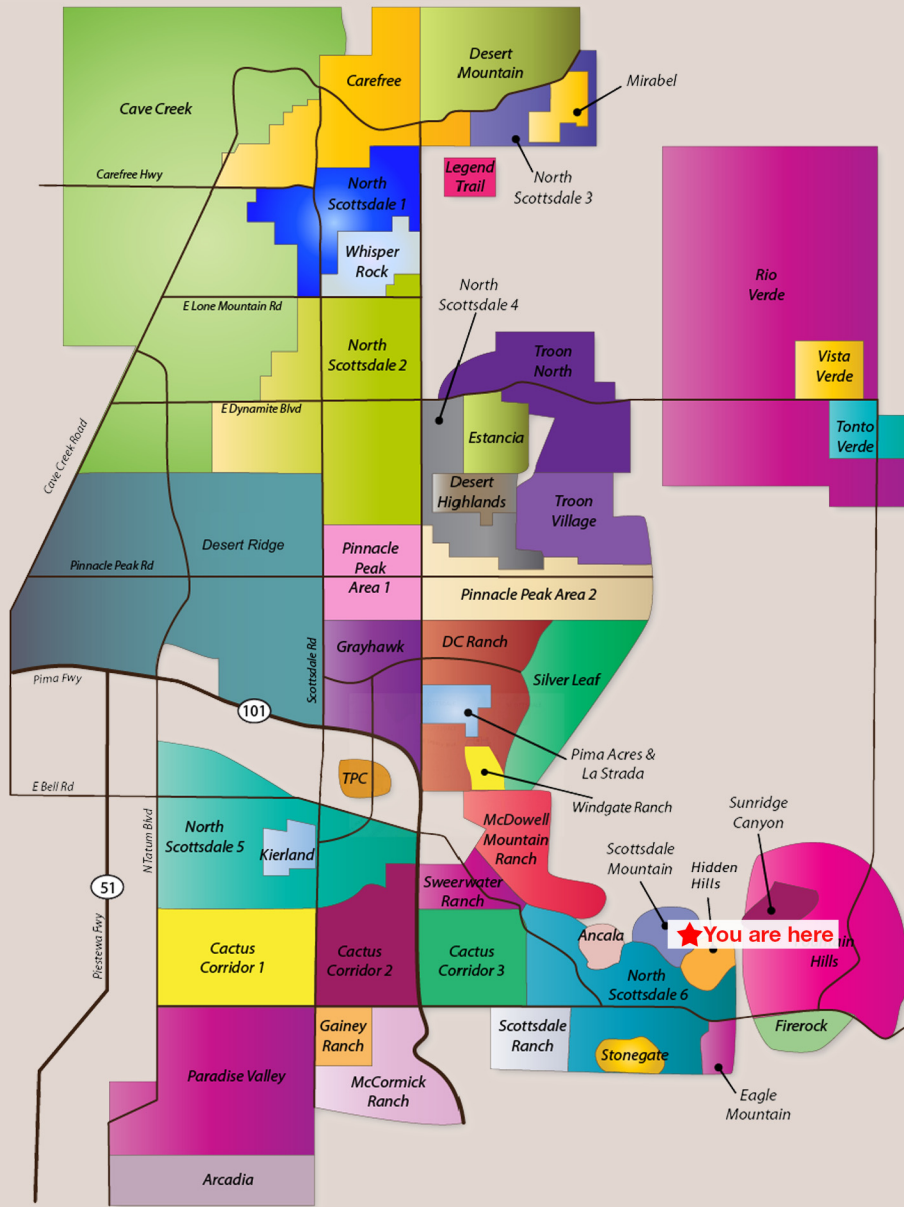 Cave Creek
Carefree
Desert
Mountain
Mirabel
Carefree Hwy
Legend
Trail
North
Scottsdale 3
North
Scottsdale 1
Whisper
Rock
E Lone Mountain Rd
North
Scottsdale 4
Rio
Verde
North
Scottsdale 2
Troon
North
Vista
Verde
E Dynamite Blvd
Cave Creek Road
Estancia
Tonto
Verde
Desert
Highlands
Troon
Village
Desert Ridge
Pinnacle Peak Rd
Pinnacle
Peak
Area 1
Pinnacle Peak Area 2
Scottsdale Rd
Grayhawk
DC Ranch
Silver Leaf
Pima Fwy
101
Pima Acres &
La Strada
TPC
Windgate Ranch
E Bell Rd
N Tatum Blvd
North
Scottsdale 5
Kierland
McDowell
Mountain
Ranch
Sunridge
Canyon
Scottsdale
Mountain
Hidden
Hills
51
Piestewa Fwy
Sweerwater
Ranch
Cactus
Corridor 1
Cactus
Corridor 2
Cactus
Corridor 3
Ancala
You are here
in
Hills
North
Scottsdale 6
Gainey
Ranch
Scottsdale
Ranch
Stonegate
Firerock
Paradise Valley
McCormick
Ranch
Eagle
Mountain
Arcadia